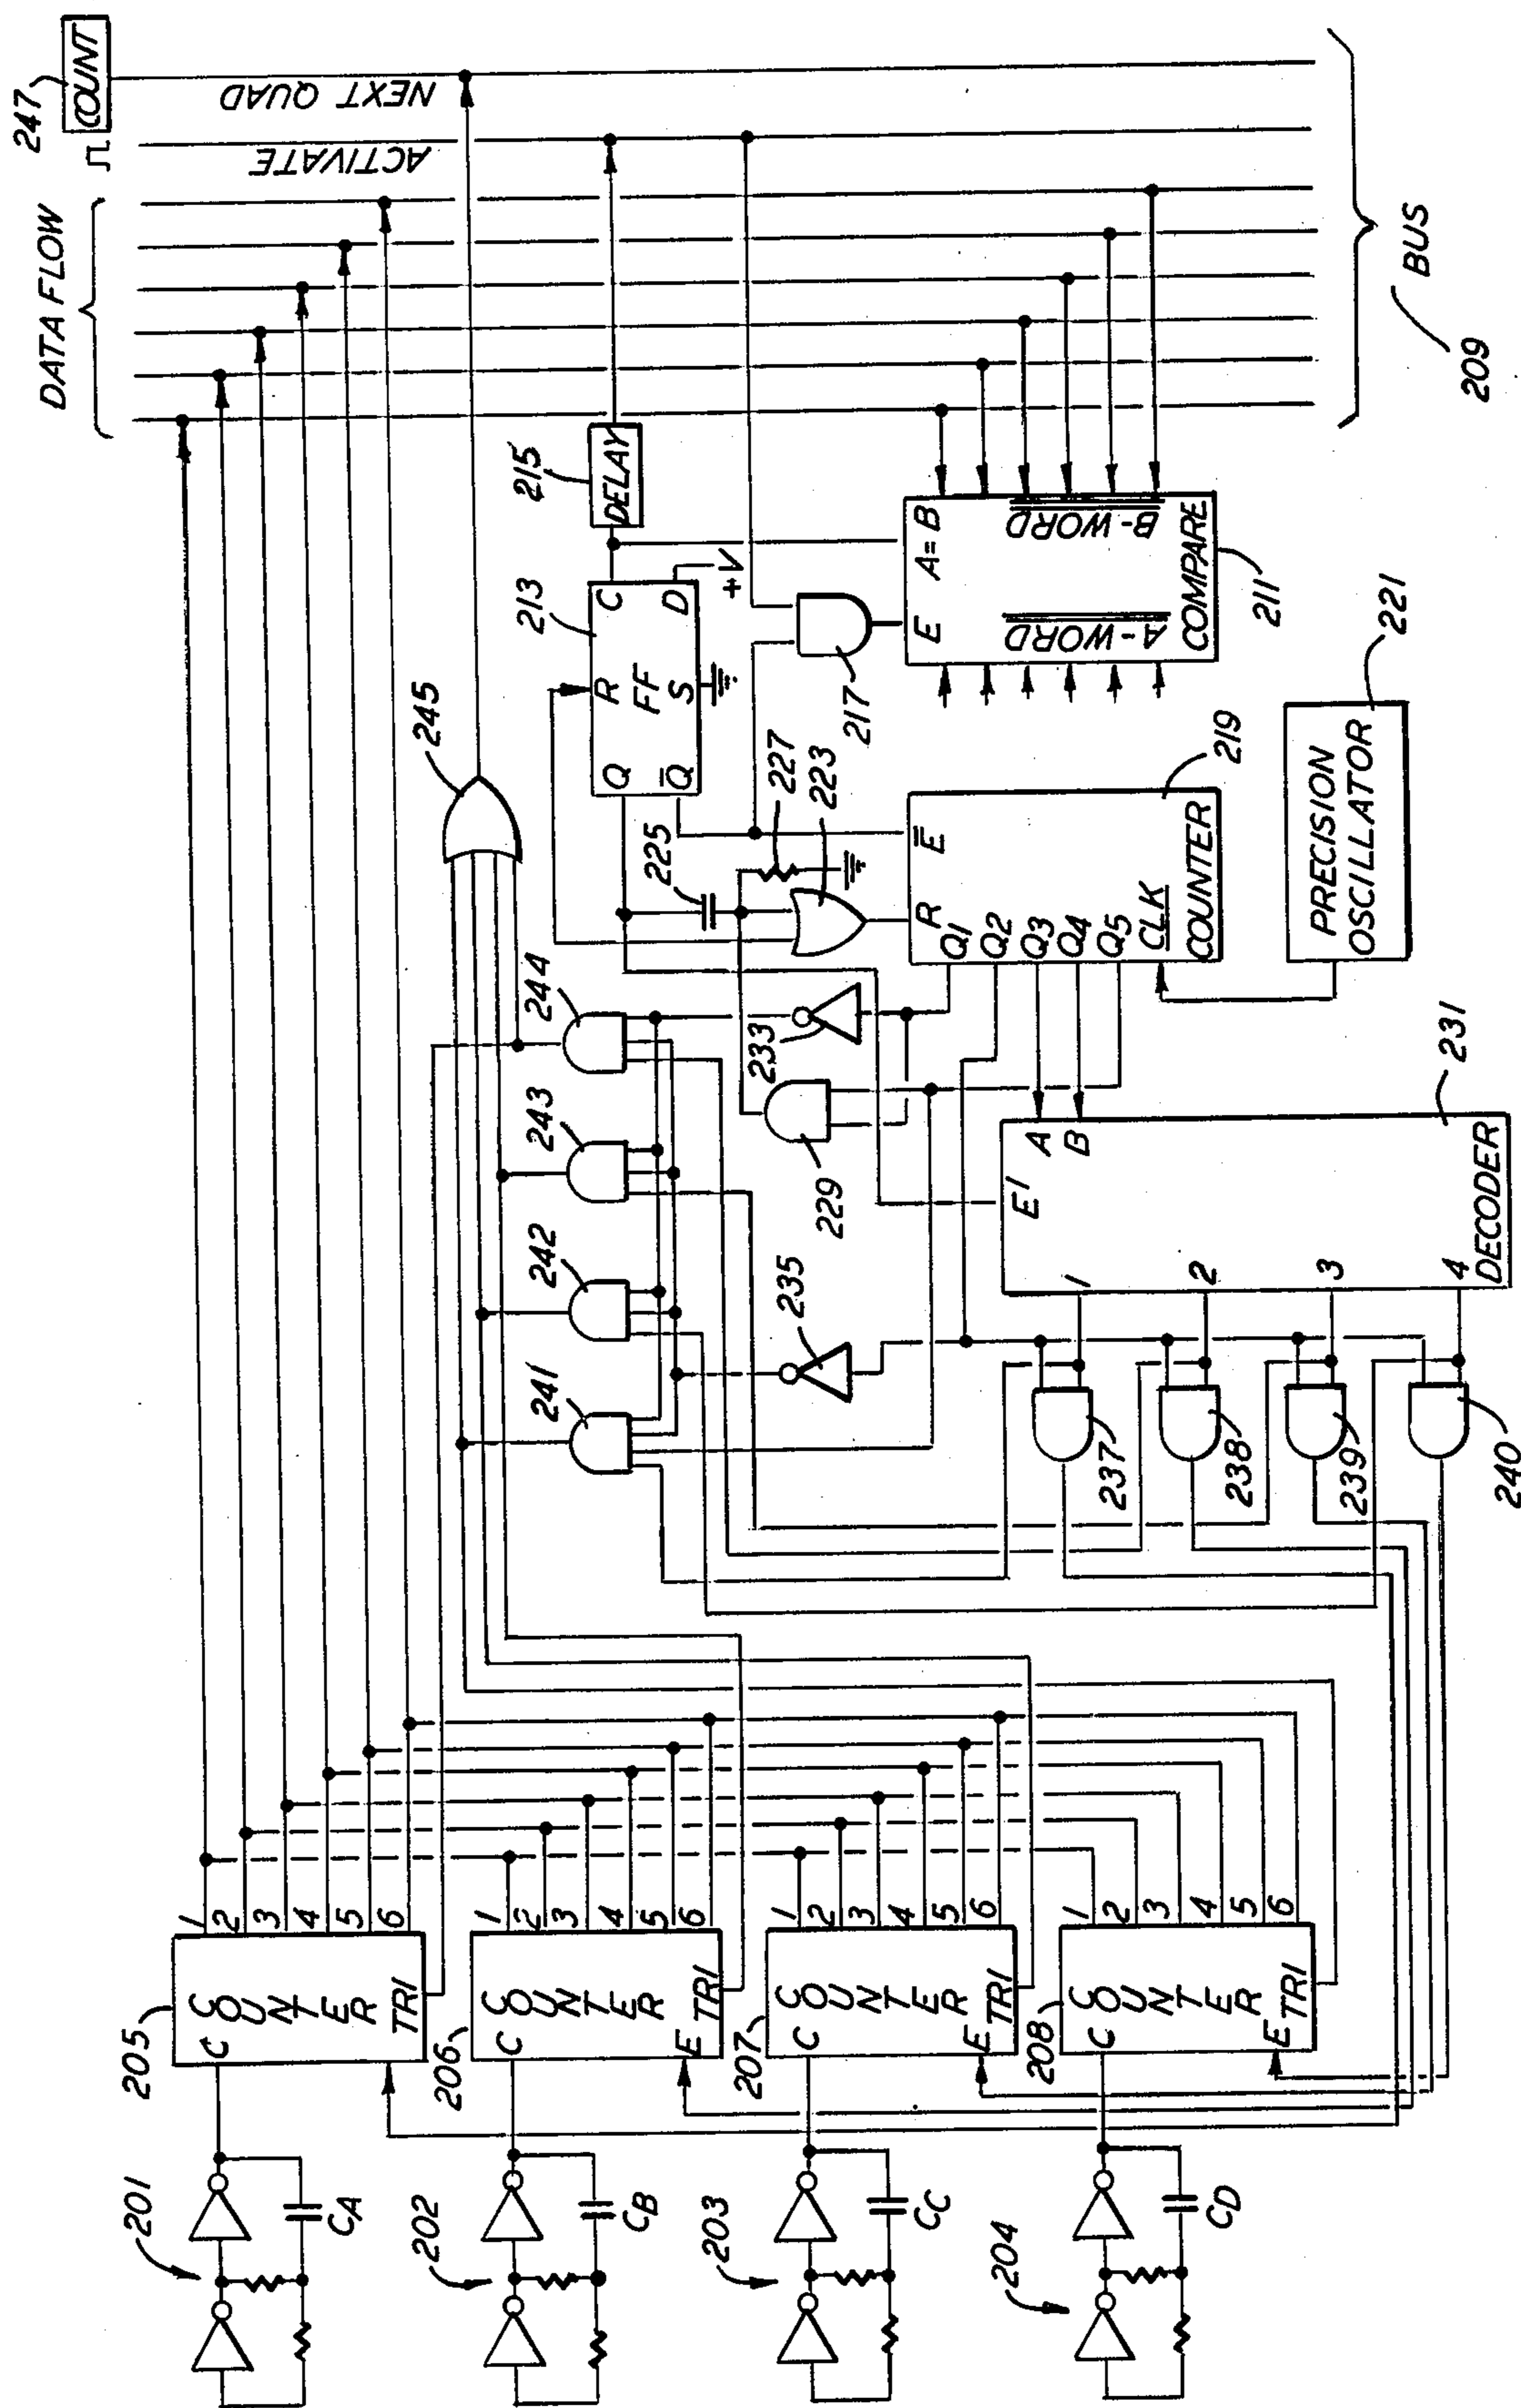 247
COUNT
DATA FLOW
ACTIVATE
NEXT QUAD
245
213
215
DELAY
Q
R
C
FF
Q̅
S
D
+V
244
243
242
241
225
227
223
233
229
235
217
E
A=B
A-WORD
B-WORD
COMPARE
211
BUS
209
R
E̅
Q1
Q2
Q3
Q4
Q5
CLK
COUNTER
219
PRECISION
OSCILLATOR
221
E'
A
B
1
2
3
4
DECODER
231
237
238
239
240
205
C
COUNTER
TRI
1
2
3
4
5
6
206
C
COUNTER
E
TRI
1
2
3
4
5
6
207
C
COUNTER
E
TRI
1
2
3
4
5
6
208
C
COUNTER
E
TRI
1
2
3
4
5
6
201
CA
202
CB
203
CC
204
CD